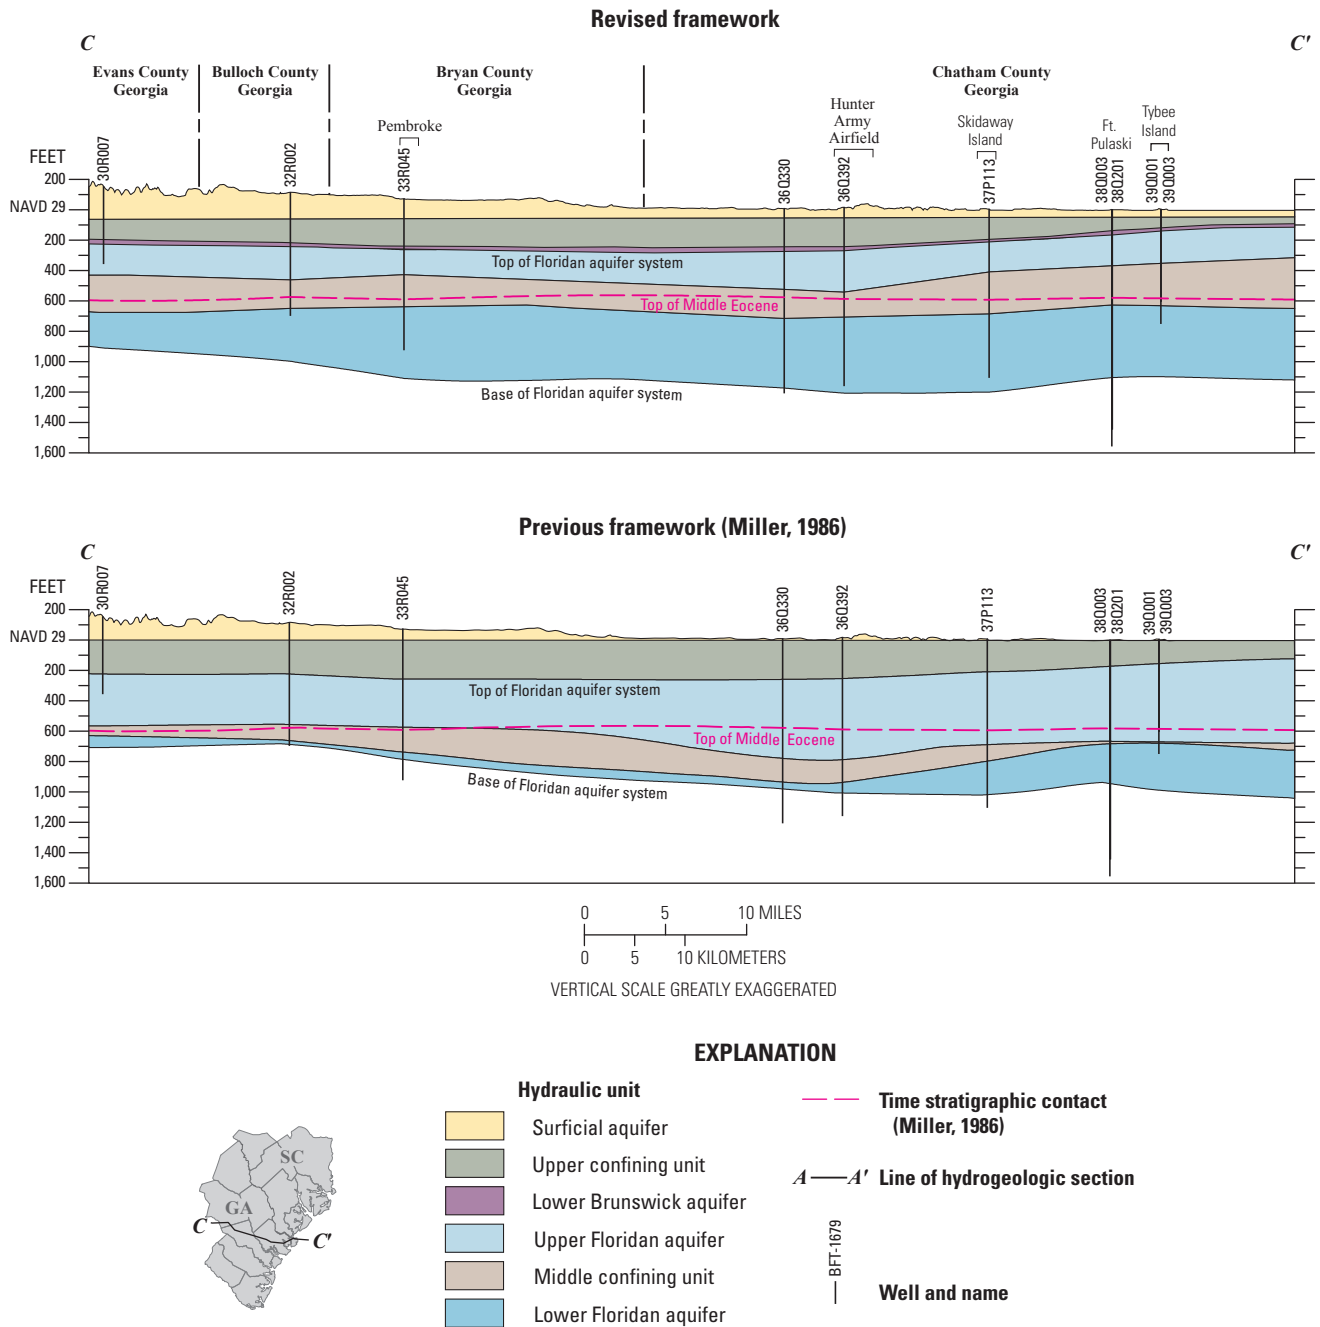 Revised framework
C
C'
Evans County
Georgia
Bulloch County
Georgia
Bryan County
Georgia
Chatham County
Georgia
Pembroke
Hunter
Army
Airfield
Skidaway
Island
Ft.
Pulaski
Tybee
Island
FEET
30R007
32R002
33R045
36Q330
36Q392
37P113
38Q003
38Q201
39Q001
39Q003
200
NAVD 29
200
400
600
800
1,000
1,200
1,400
1,600
Top of Floridan aquifer system
Top of Middle Eocene
Base of Floridan aquifer system
Previous framework (Miller, 1986)
C
C'
FEET
30R007
32R002
33R045
36Q330
36Q392
37P113
38Q003
38Q201
39Q001
39Q003
200
NAVD 29
200
400
600
800
1,000
1,200
1,400
1,600
Top of Floridan aquifer system
Top of Middle Eocene
Base of Floridan aquifer system
0 5 10 MILES
0 5 10 KILOMETERS
VERTICAL SCALE GREATLY EXAGGERATED
EXPLANATION
Hydraulic unit
Surficial aquifer
Upper confining unit
Lower Brunswick aquifer
Upper Floridan aquifer
Middle confining unit
Lower Floridan aquifer
Time stratigraphic contact
(Miller, 1986)
A A' Line of hydrogeologic section
BFT-1679
Well and name
SC
GA
C
C'